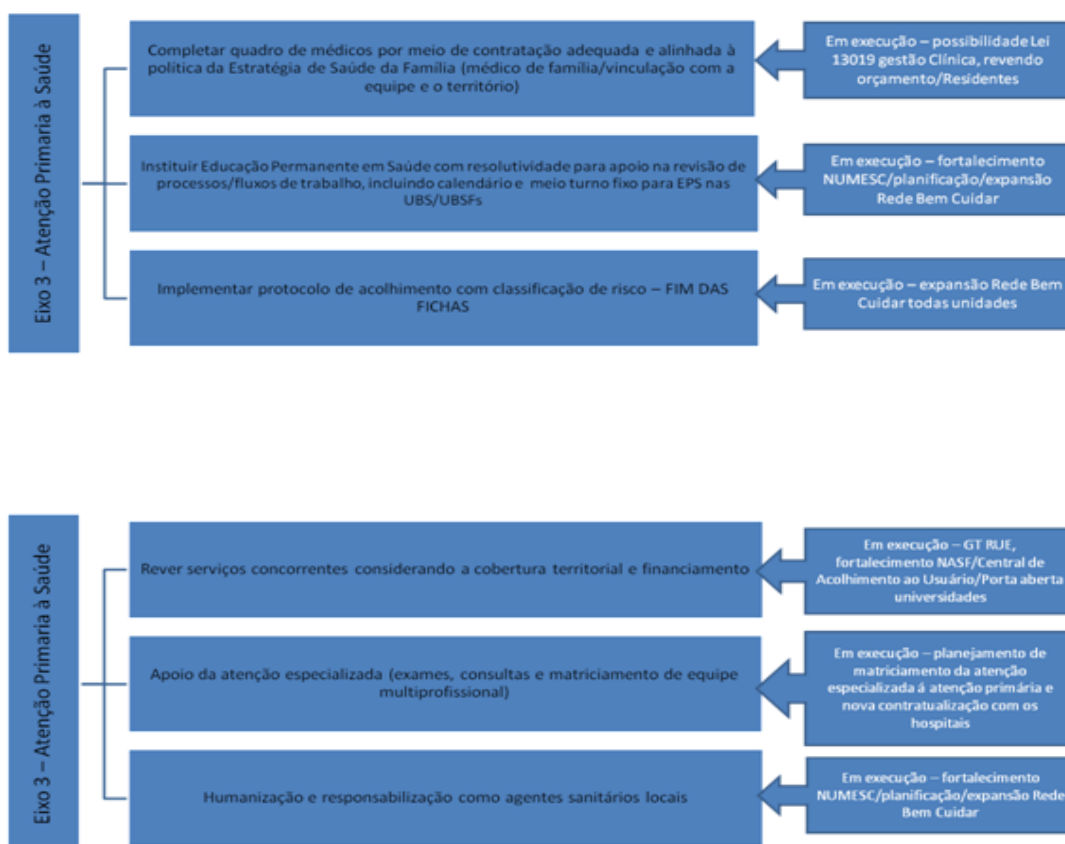 Eixo 3 – Atenção Primaria à Saúde
Completar quadro de médicos por meio de contratação adequada e alinhada à
política da Estratégia de Saúde da Família (médico de família/vinculação com a
equipe e o território)
Em execução – possibilidade Lei
13019 gestão Clínica, revendo
orçamento/Residentes
Instituir Educação Permanente em Saúde com resolutividade para apoio na revisão de
processos/fluxos de trabalho, incluindo calendário e meio turno fixo para EPS nas
UBS/UBSFs
Em execução – fortalecimento
NUMESC/planificação/expansão
Rede Bem Cuidar
Implementar protocolo de acolhimento com classificação de risco – FIM DAS
FICHAS
Em execução – expansão Rede Bem
Cuidar todas unidades
Eixo 3 – Atenção Primaria à Saúde
Rever serviços concorrentes considerando a cobertura territorial e financiamento
Em execução – GT RUE,
fortalecimento NASF/Central de
Acolhimento ao Usuário/Porta aberta
universidades
Apoio da atenção especializada (exames, consultas e matriciamento de equipe
multiprofissional)
Em execução – planejamento de
matriciamento da atenção
especializada á atenção primária e
nova contratualização com os
hospitais
Humanização e responsabilização como agentes sanitários locais
Em execução – fortalecimento
NUMESC/planificação/expansão Rede
Bem Cuidar